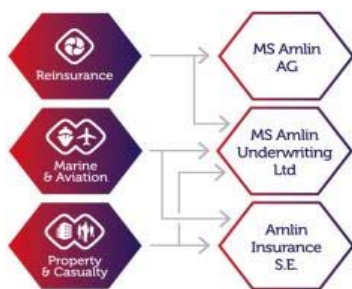 Reinsurance
MS Amlin
AG
Marine
& Aviation
MS Amlin
Underwriting
Ltd
Property
& Casualty
Amlin
Insurance
S.E.